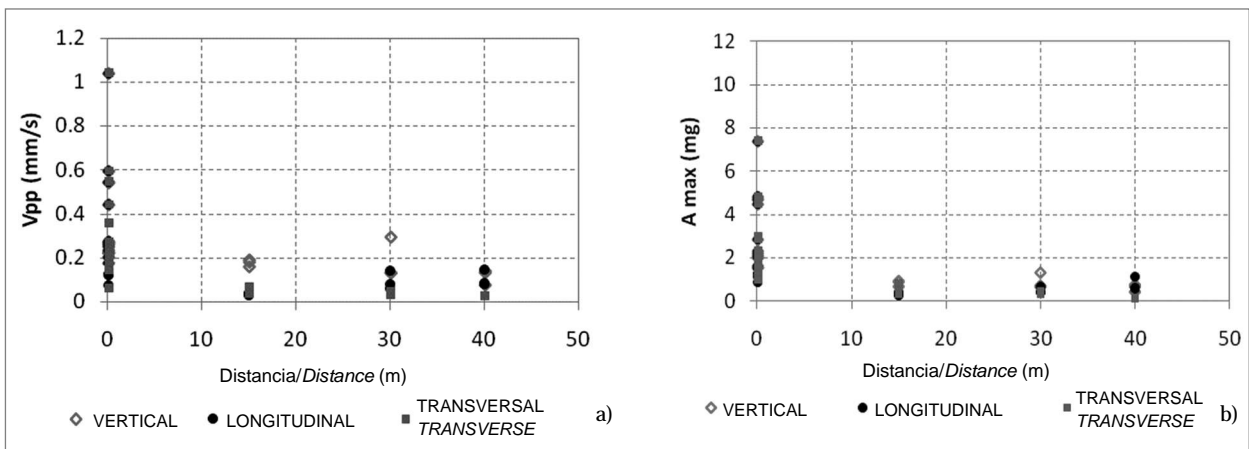 1.2
1
0.8
0.6
0.4
0.2
0
Vpp (mm/s)
0 10 20 30 40 50
Distancia/Distance (m)
VERTICAL LONGITUDINAL TRANSVERSAL
TRANSVERSE
a)
12
10
8
6
4
2
0
A max (mg)
0 10 20 30 40 50
Distancia/Distance (m)
VERTICAL LONGITUDINAL TRANSVERSAL
TRANSVERSE
b)